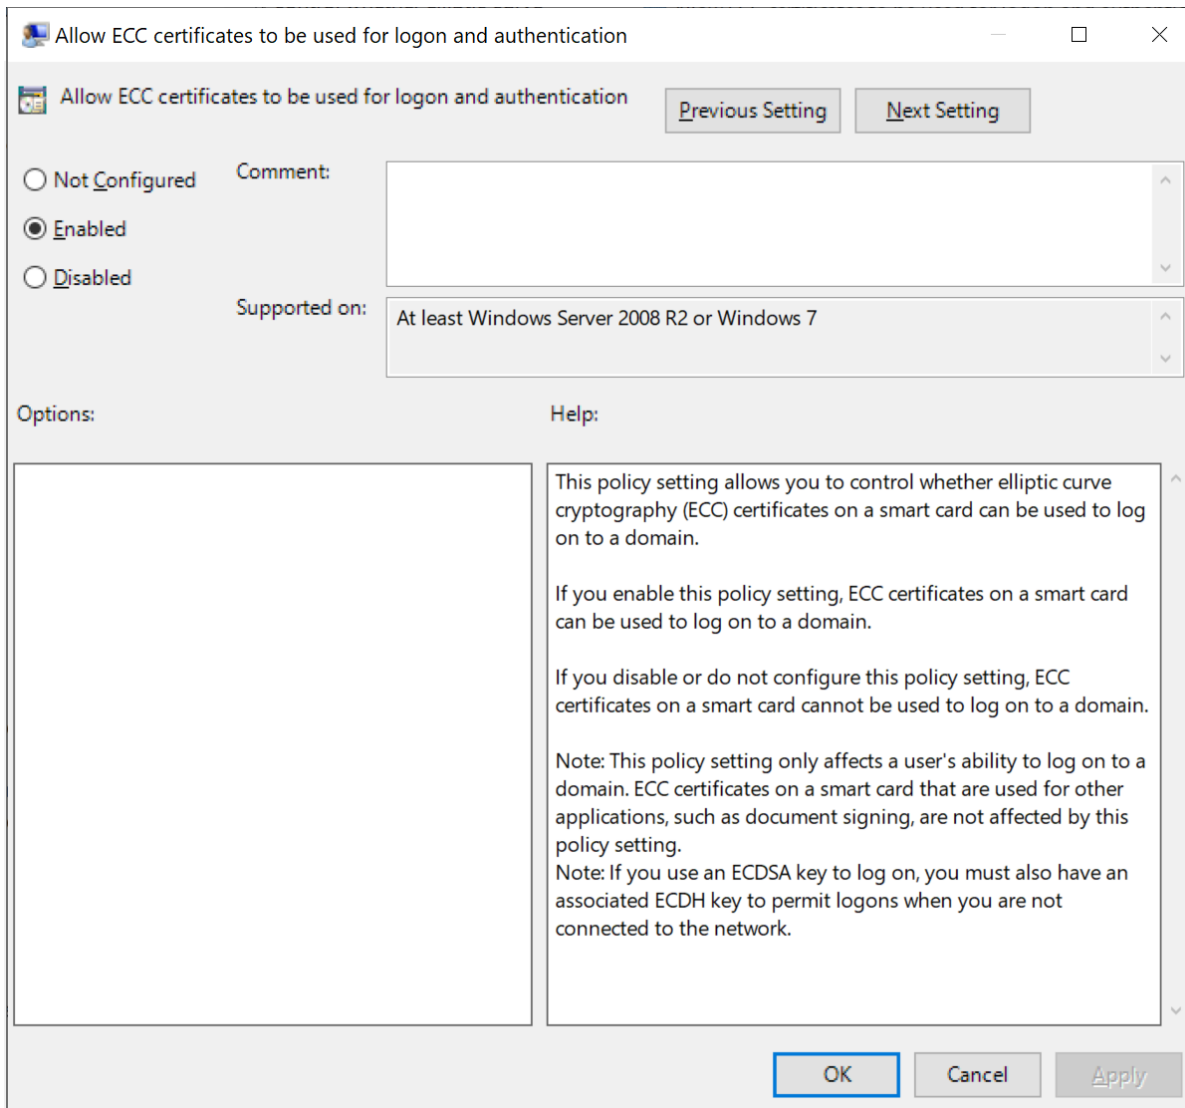 Allow ECC certificates to be used for logon and authentication
Allow ECC certificates to be used for logon and authentication
Previous Setting
Next Setting
Not Configured
Comment:
Enabled
Disabled
Supported on:
At least Windows Server 2008 R2 or Windows 7
Options:
Help:
This policy setting allows you to control whether elliptic curve
cryptography (ECC) certificates on a smart card can be used to log
on to a domain.
If you enable this policy setting, ECC certificates on a smart card
can be used to log on to a domain.
If you disable or do not configure this policy setting, ECC
certificates on a smart card cannot be used to log on to a domain.
Note: This policy setting only affects a user's ability to log on to a
domain. ECC certificates on a smart card that are used for other
applications, such as document signing, are not affected by this
policy setting.
Note: If you use an ECDSA key to log on, you must also have an
associated ECDH key to permit logons when you are not
connected to the network.
OK
Cancel
Apply